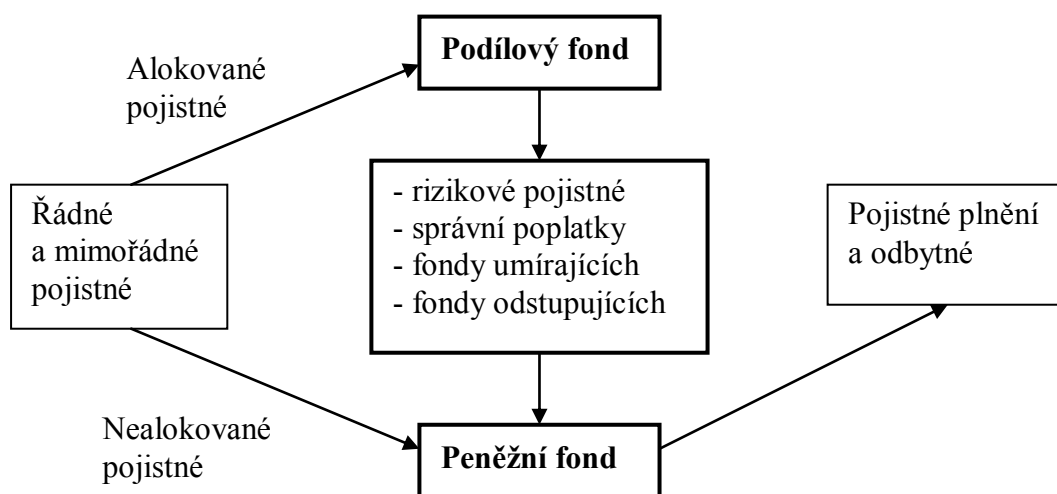 Podílový fond
Alokované
pojistné
Řádné
a mimořádné
pojistné
- rizikové pojistné
- správní poplatky
- fondy umírajících
- fondy odstupujících
Pojistné plnění
a odbytné
Nealokované
pojistné
Peněžní fond